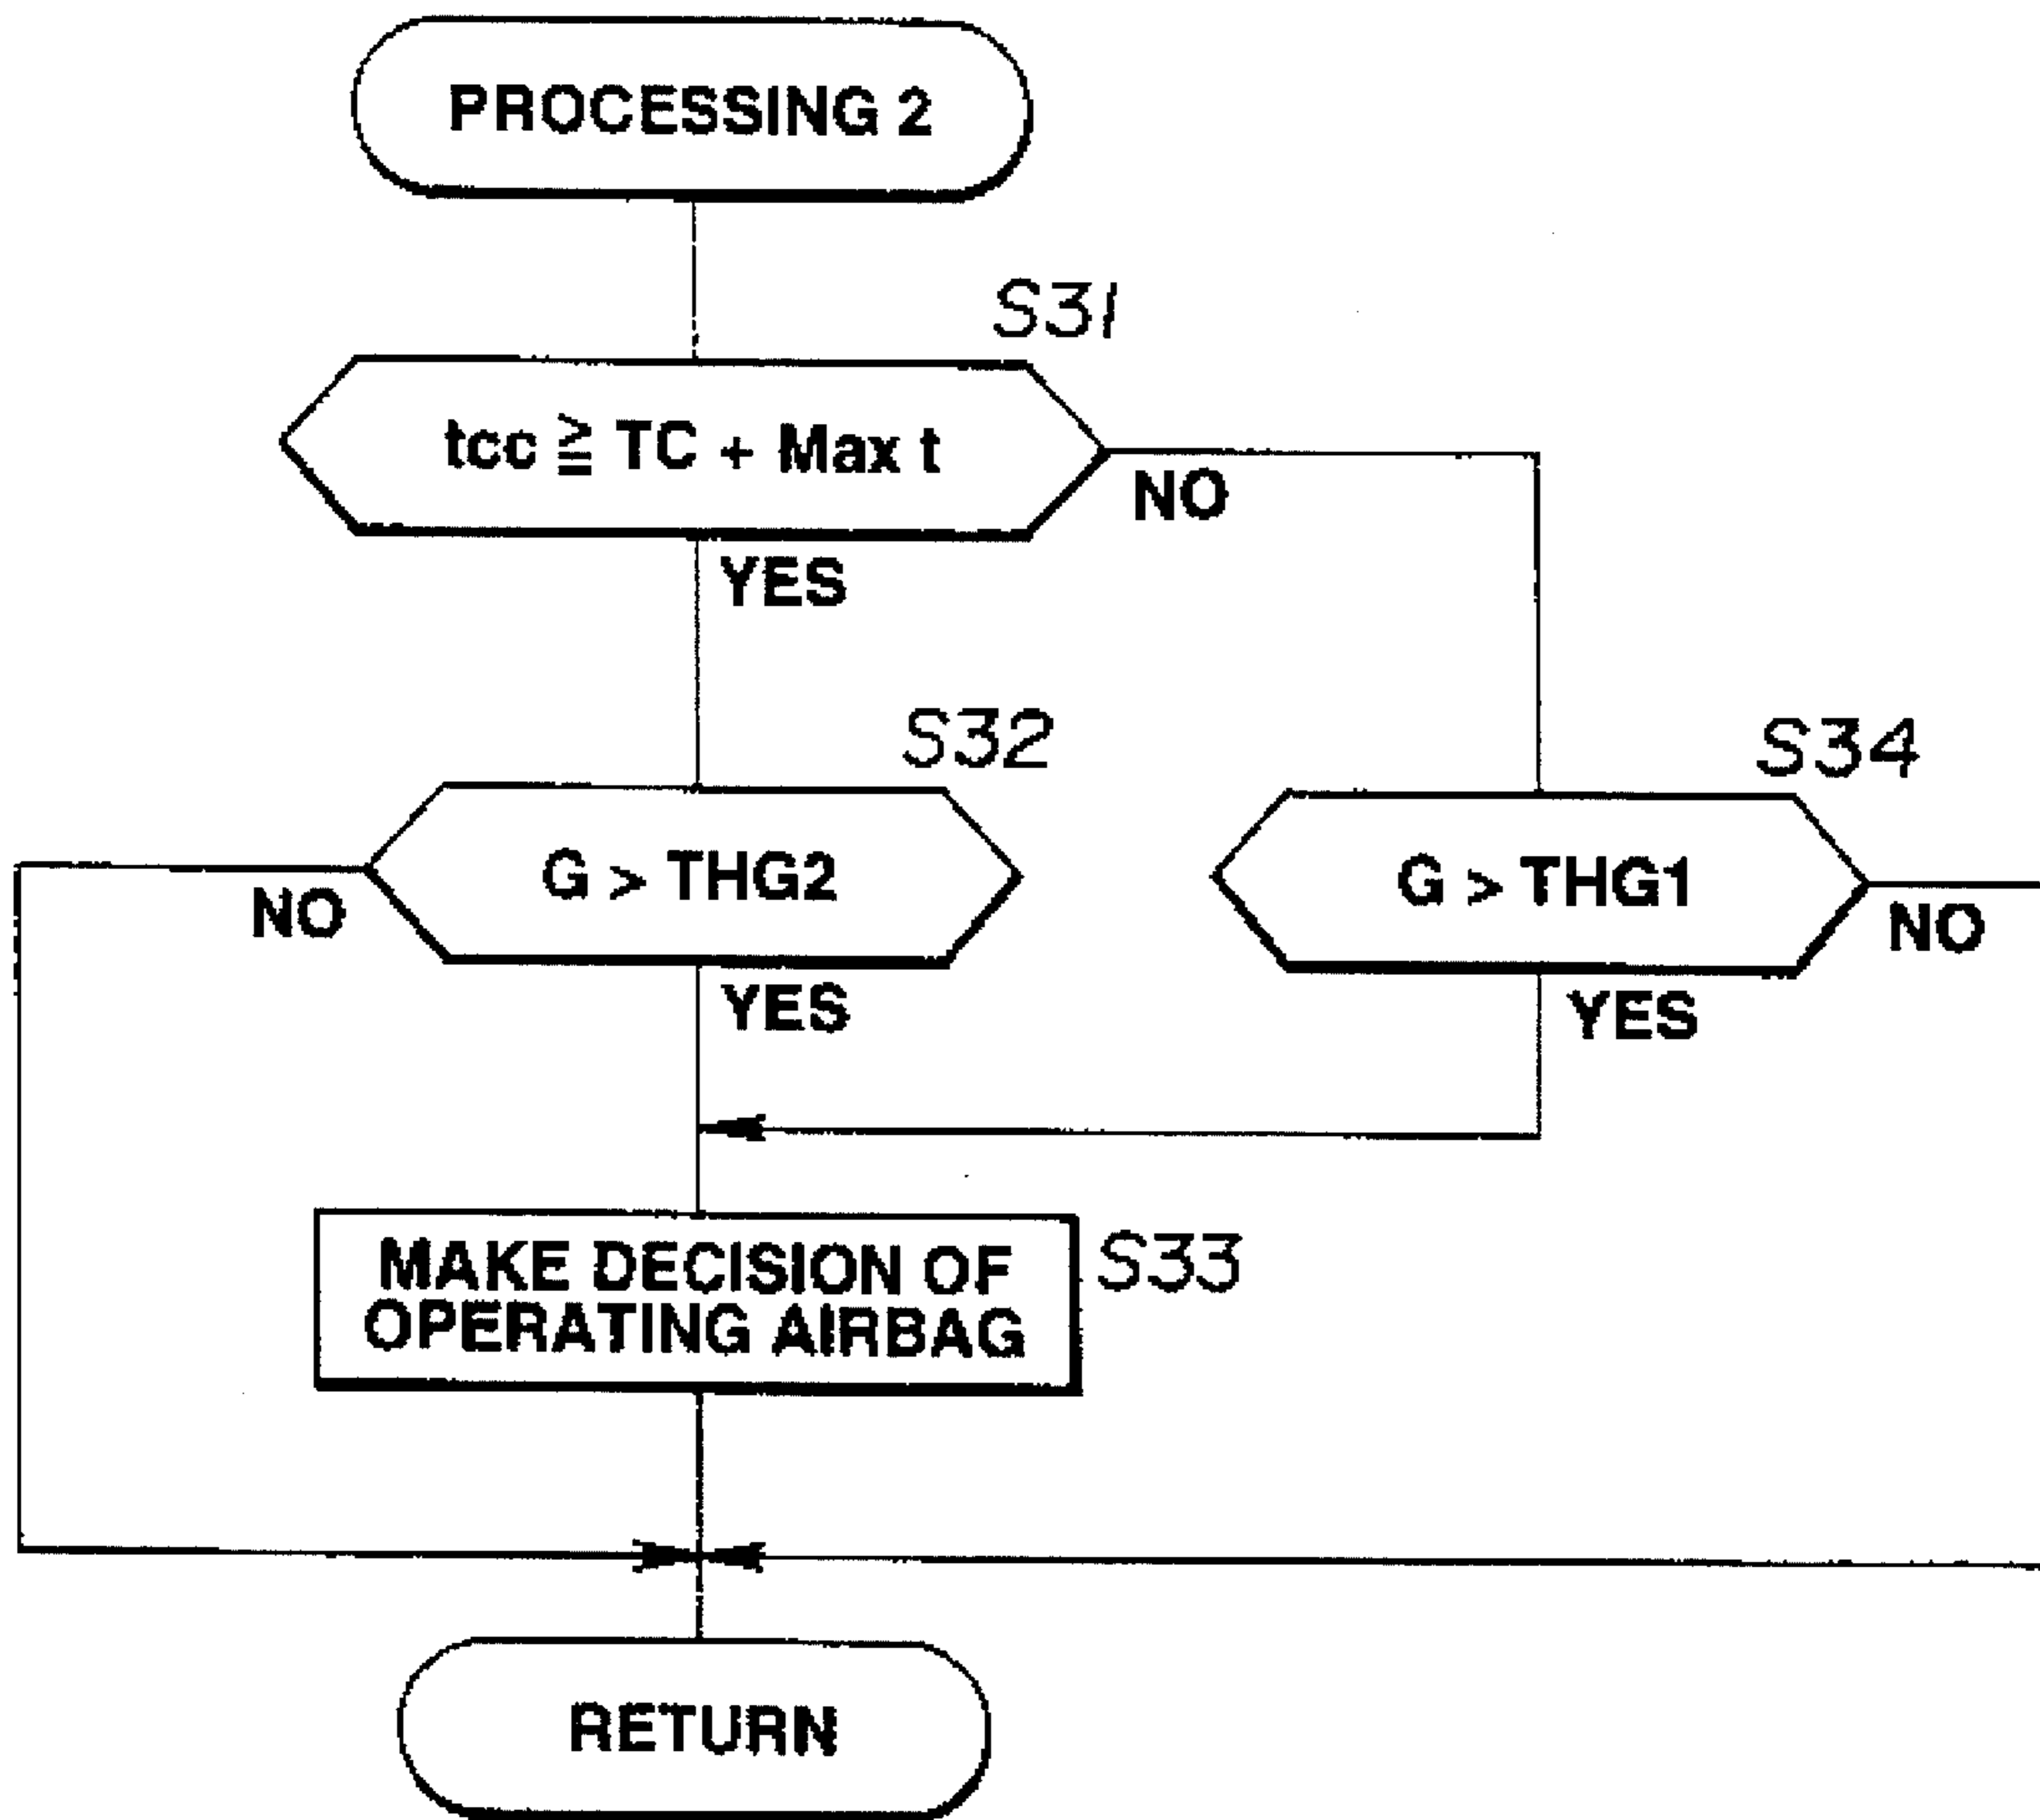 PROCESSING 2
S31
tcc ≧ TC + Max t
NO
YES
S32
S34
G > THG2
G > THG1
NO
NO
YES
YES
MAKE DECISION OF
OPERATING AIRBAG
S33
RETURN